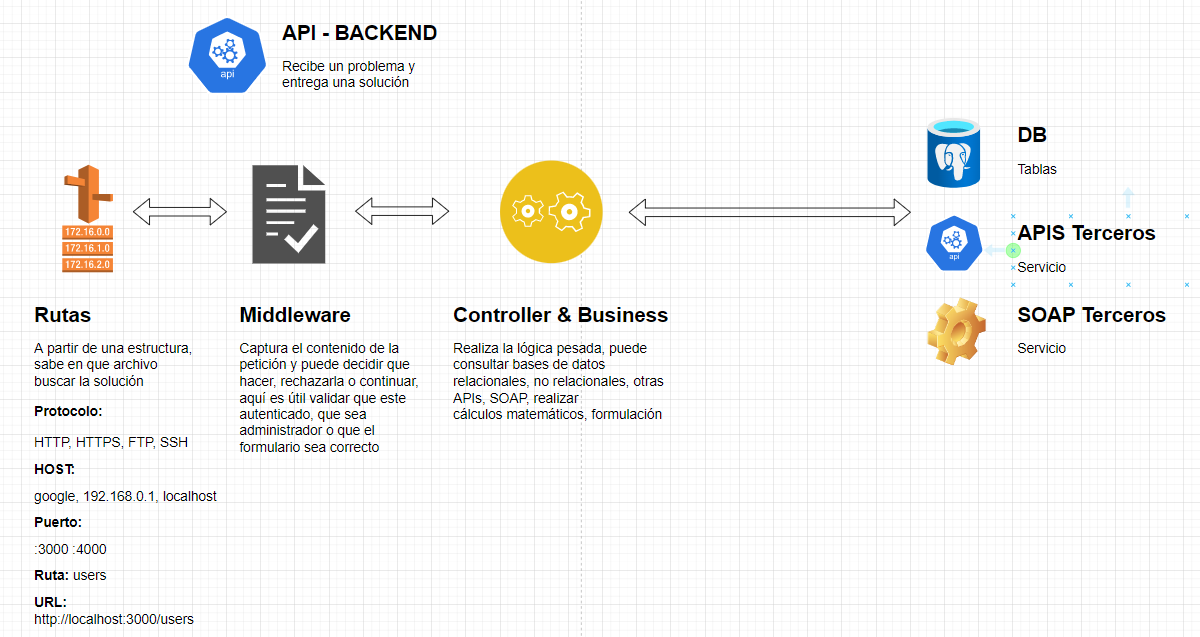 API - BACKEND
Recibe un problema y
entrega una solución
api
172.16.0.0
172.16.1.0
172.16.2.0
Rutas
A partir de una estructura,
sabe en que archivo
buscar la solución
Protocolo:
HTTP, HTTPS, FTP, SSH
HOST:
google, 192.168.0.1, localhost
Puerto:
:3000 :4000
Ruta: users
URL:
http://localhost:3000/users
Middleware
Captura el contenido de la
petición y puede decidir que
hacer, rechazarla o continuar,
aquí es útil validar que este
autenticado, que sea
administrador o que el
formulario sea correcto
Controller & Business
Realiza la lógica pesada, puede
consultar bases de datos
relacionales, no relacionales, otras
APIs, SOAP, realizar
cálculos matemáticos, formulación
DB
Tablas
api
APIS Terceros
Servicio
SOAP Terceros
Servicio